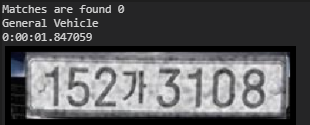 Matches are found 0
General Vehicle
0:00:01.847059
152가 3108